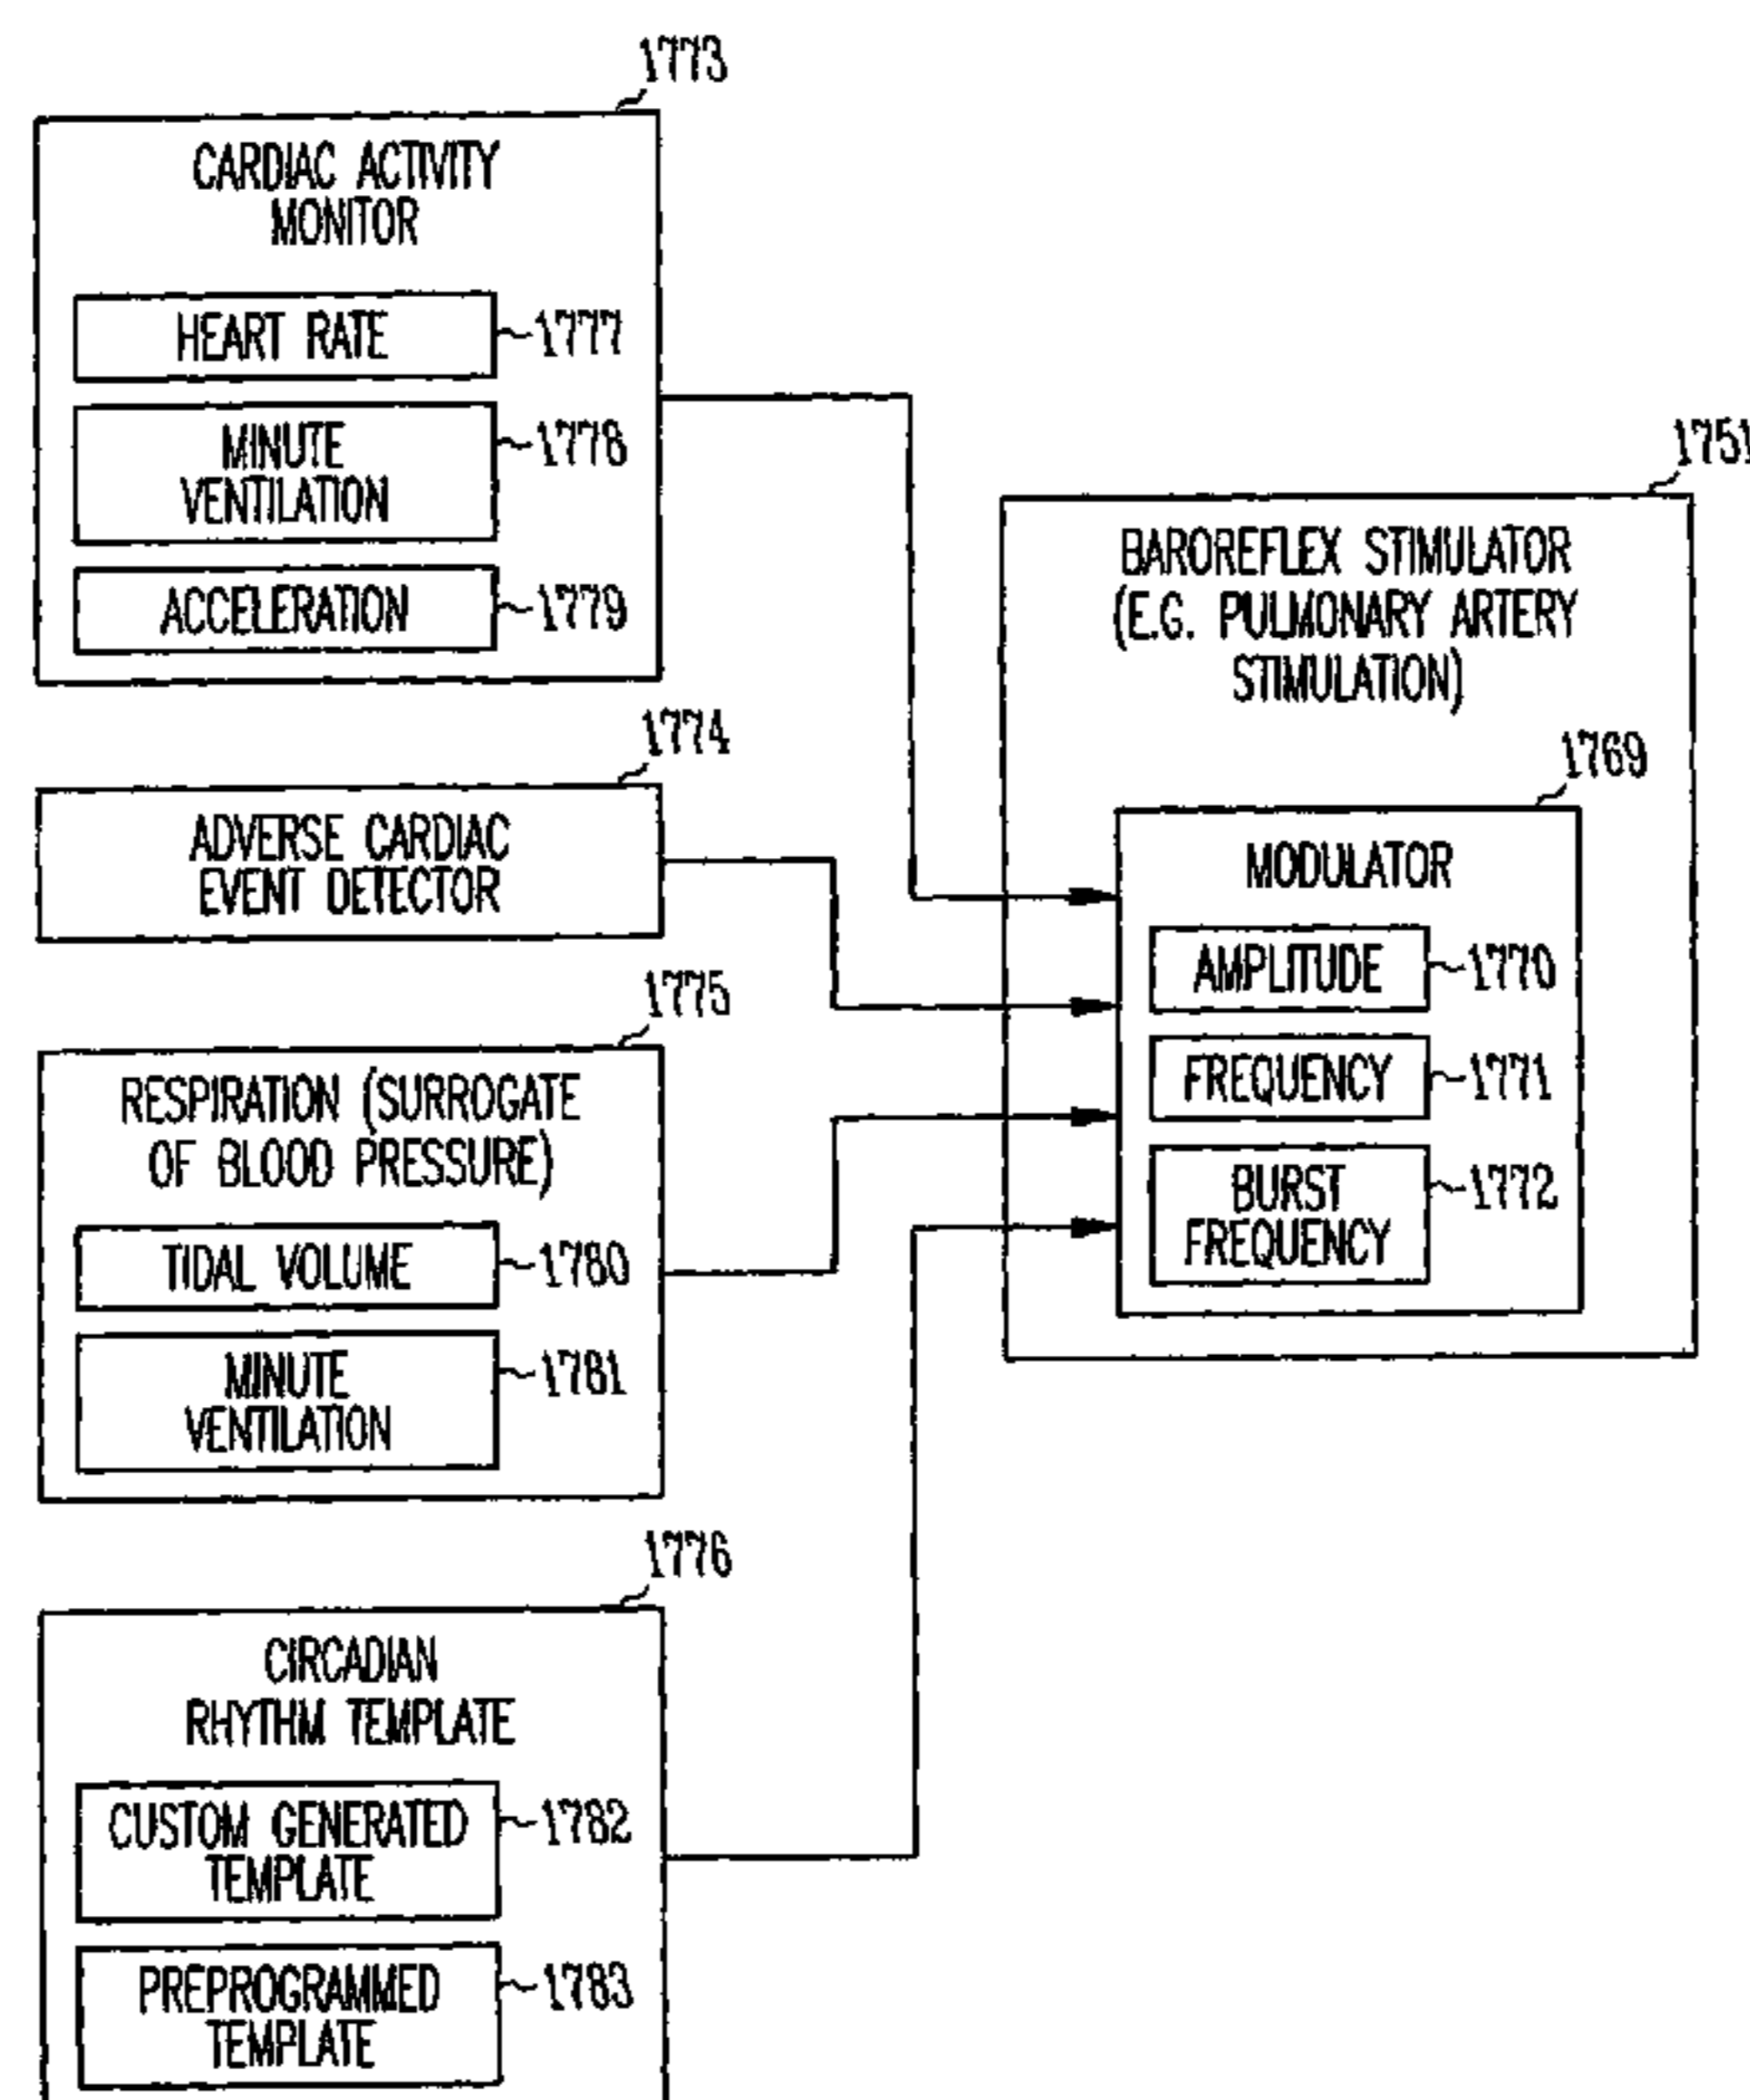 1773
CARDIAC ACTIVITY
MONITOR
HEART RATE
1777
MINUTE
VENTILATION
1778
ACCELERATION
1779
1774
ADVERSE CARDIAC
EVENT DETECTOR
1775
RESPIRATION (SURROGATE
OF BLOOD PRESSURE)
TIDAL VOLUME
1780
MINUTE
VENTILATION
1781
1776
CIRCADIAN
RHYTHM TEMPLATE
CUSTOM GENERATED
TEMPLATE
1782
PREPROGRAMMED
TEMPLATE
1783
1751
BAROREFLEX STIMULATOR
(E.G. PULMONARY ARTERY
STIMULATION)
1769
MODULATOR
AMPLITUDE
1770
FREQUENCY
1771
BURST
FREQUENCY
1772